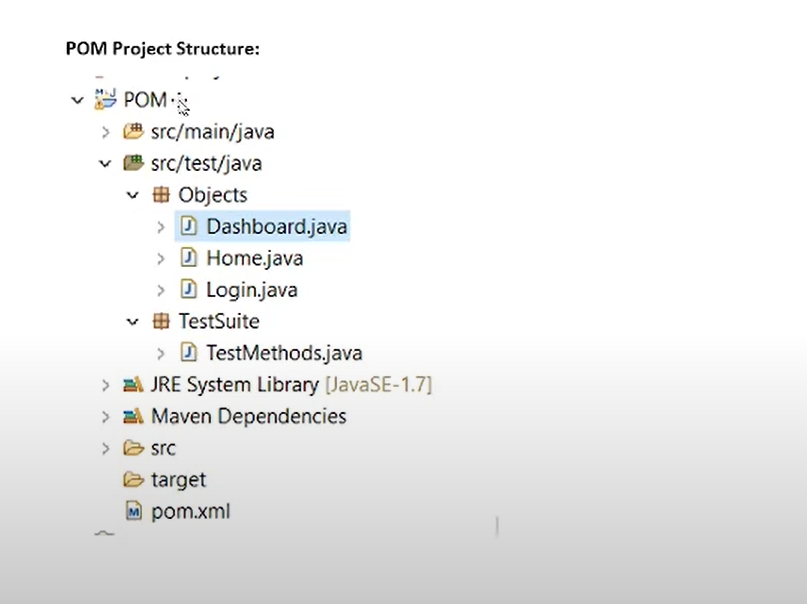 POM Project Structure:
POM
src/main/java
src/test/java
Objects
Dashboard.java
Home.java
Login.java
TestSuite
TestMethods.java
JRE System Library [JavaSE-1.7]
Maven Dependencies
src
target
pom.xml